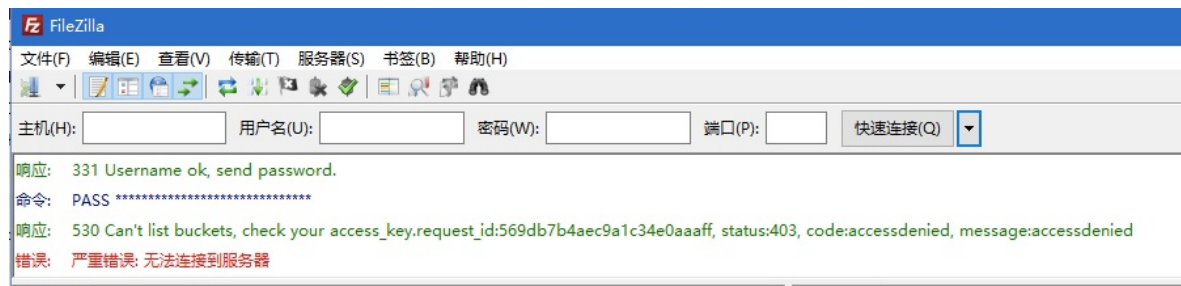 FileZilla
文件(F) 编辑(E) 查看(V) 传输(T) 服务器(S) 书签(B) 帮助(H)
主机(H): 用户名(U): 密码(W): 端口(P): 快速连接(Q)
响应: 331 Username ok, send password.
命令: PASS ******************************
响应: 530 Can't list buckets, check your access_key.request_id:569db7b4aec9a1c34e0aaaff, status:403, code:accessdenied, message:accessdenied
错误: 严重错误: 无法连接到服务器